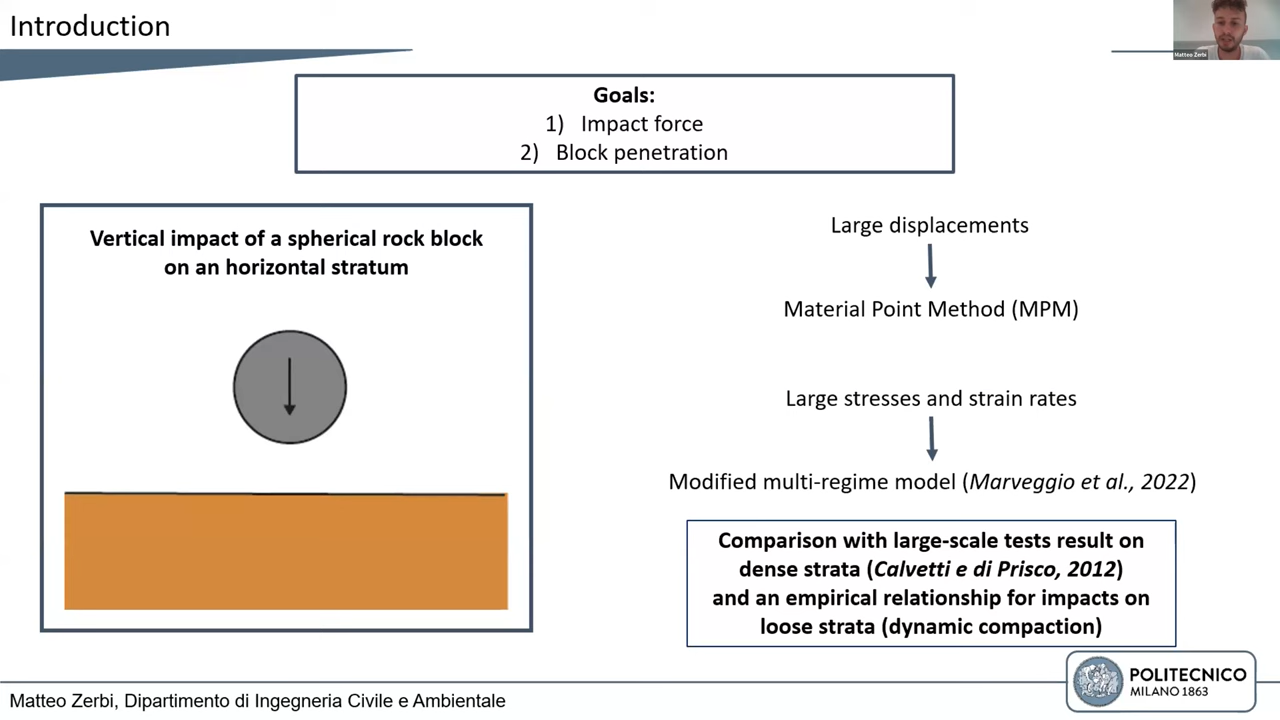 Introduction
Matteo Zerbi
Goals:
1) Impact force
2) Block penetration
Vertical impact of a spherical rock block
on an horizontal stratum
Large displacements
Material Point Method (MPM)
Large stresses and strain rates
Modified multi-regime model (Marveggio et al., 2022)
Comparison with large-scale tests result on
dense strata (Calvetti e di Prisco, 2012)
and an empirical relationship for impacts on
loose strata (dynamic compaction)
Matteo Zerbi, Dipartimento di Ingegneria Civile e Ambientale
POLITECNICO
MILANO 1863